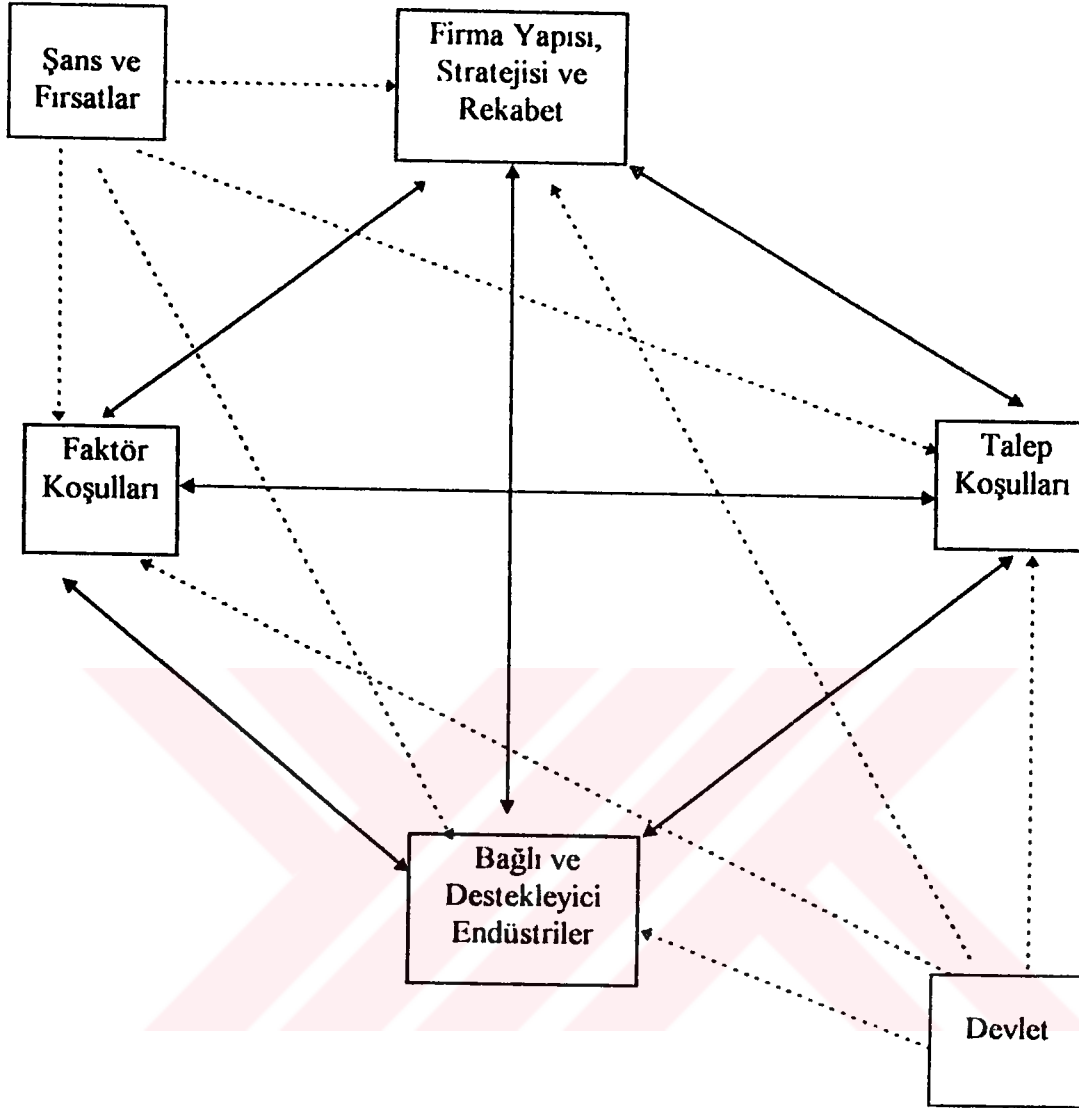 Şans ve
Fırsatlar
Firma Yapısı,
Stratejisi ve
Rekabet
Faktör
Koşulları
Talep
Koşulları
Bağlı ve
Destekleyici
Endüstriler
Devlet